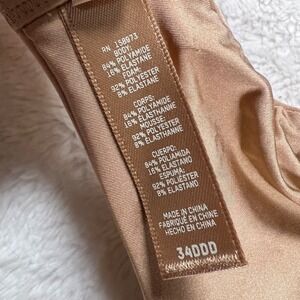 RN 158973
BODY:
84% POLYAMIDE
16% ELASTANE
FOAM:
92% POLYESTER
8% ELASTANE
CORPS:
84% POLYAMIDE
16% ÉLASTHANNE
MOUSSE:
92% POLYESTER
8% ÉLASTHANNE
CUERPO:
84% POLIAMIDA
16% ELASTANO
ESPUMA:
92% POLIÉSTER
8% ELASTANO
MADE IN CHINA
FABRIQUÉ EN CHINE
HECHO EN CHINA
34DDD